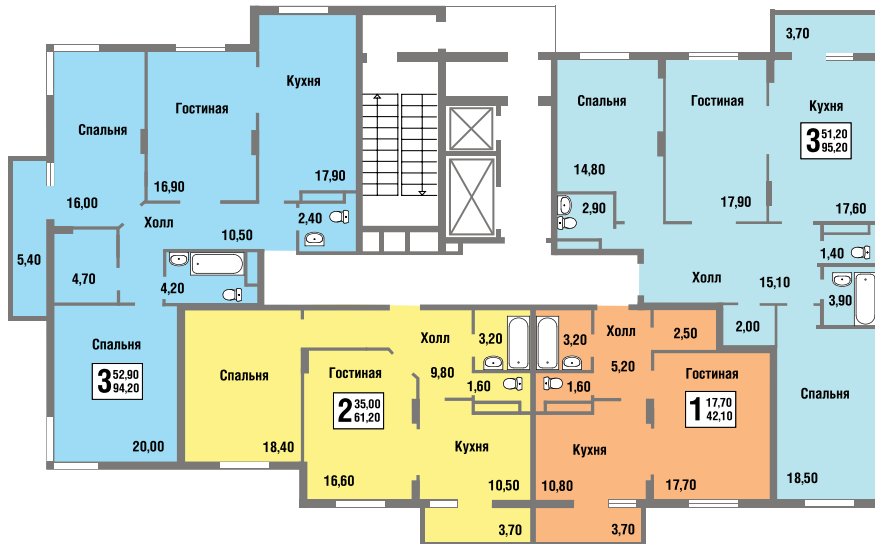 Кухня
3,70
Гостиная
Спальня
Гостиная
Кухня
Спальня
3 51,20
95,20
14,80
17,90
16,90
16,00
2,90
17,90
17,60
Холл
10,50
2,40
1,40
5,40
4,70
Холл
15,10
4,20
3,90
2,00
Спальня
3 52,90
94,20
20,00
Холл
9,80
3,20
1,60
Спальня
18,40
Гостиная
2 35,00
61,20
16,60
Кухня
10,50
3,70
Холл
5,20
3,20
2,50
1,60
Гостиная
1 17,70
42,10
Кухня
10,80
17,70
3,70
Спальня
18,50